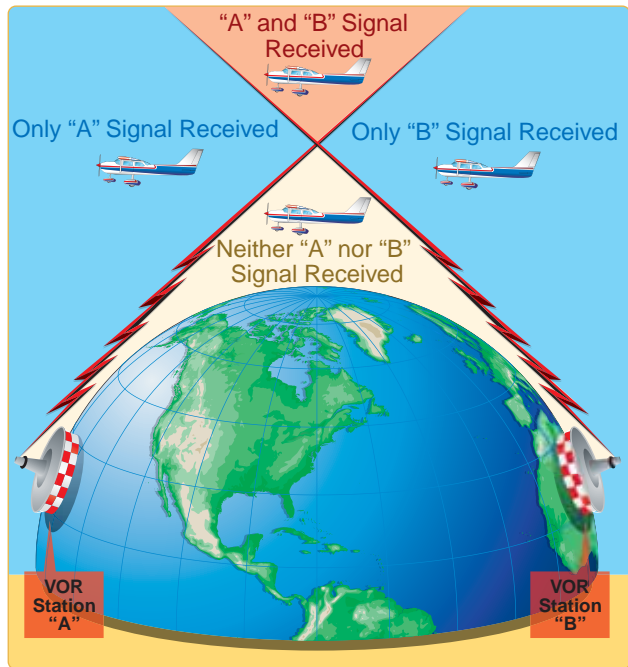 “A” and “B” Signal
Received
Only “A” Signal Received
Only “B” Signal Received
Neither “A” nor “B”
Signal Received
VOR
Station
“A”
VOR
Station
“B”